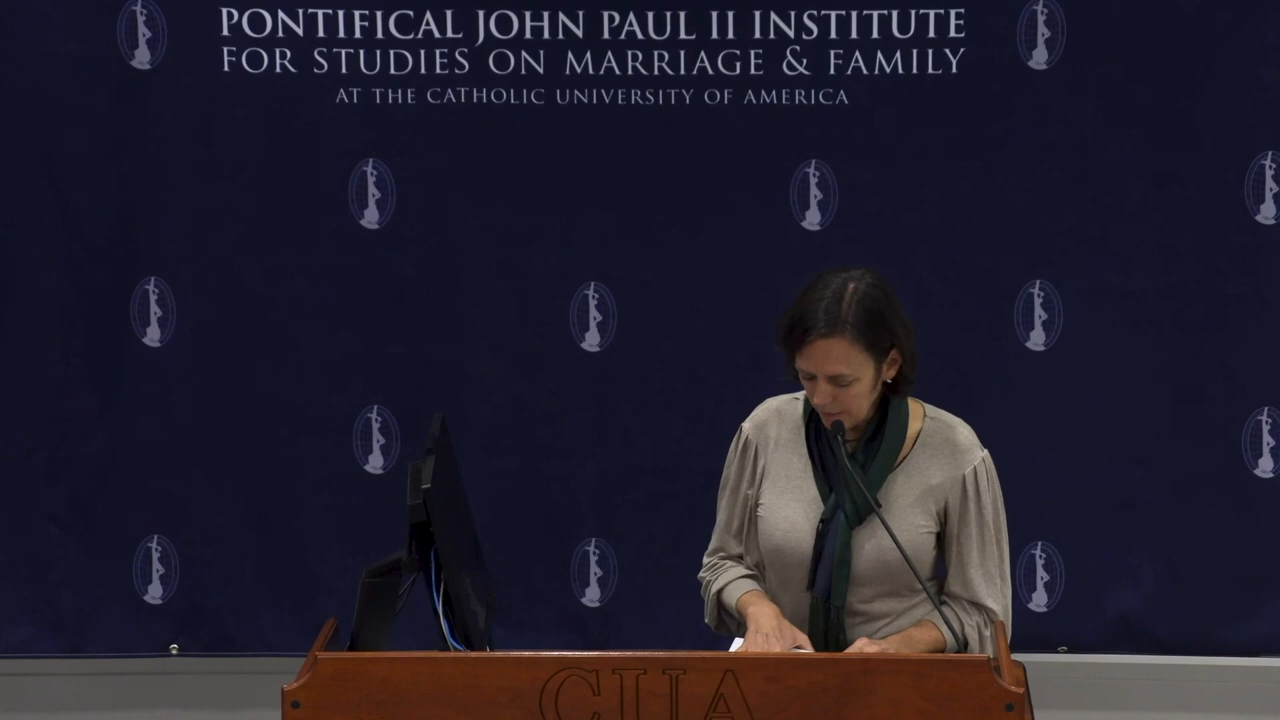 PONTIFICAL JOHN PAUL II INSTITUTE
FOR STUDIES ON MARRIAGE & FAMILY
AT THE CATHOLIC UNIVERSITY OF AMERICA
CUA